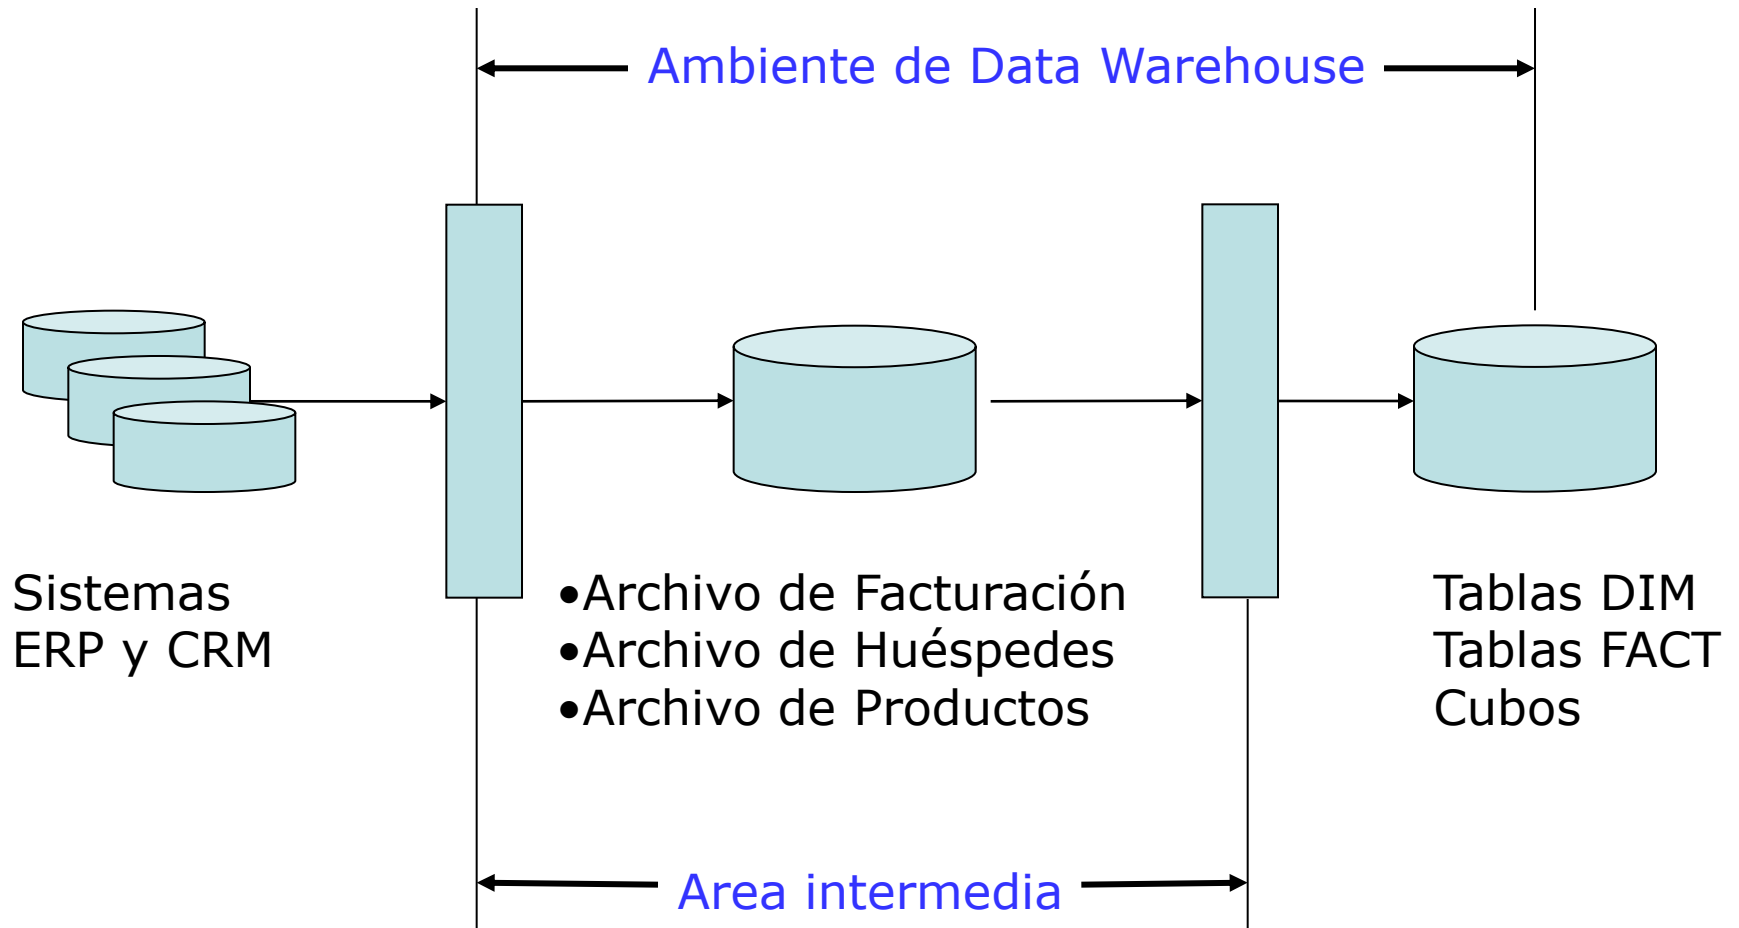 Ambiente de Data Warehouse
Sistemas
ERP y CRM
•Archivo de Facturación
•Archivo de Huéspedes
•Archivo de Productos
Tablas DIM
Tablas FACT
Cubos
Area intermedia